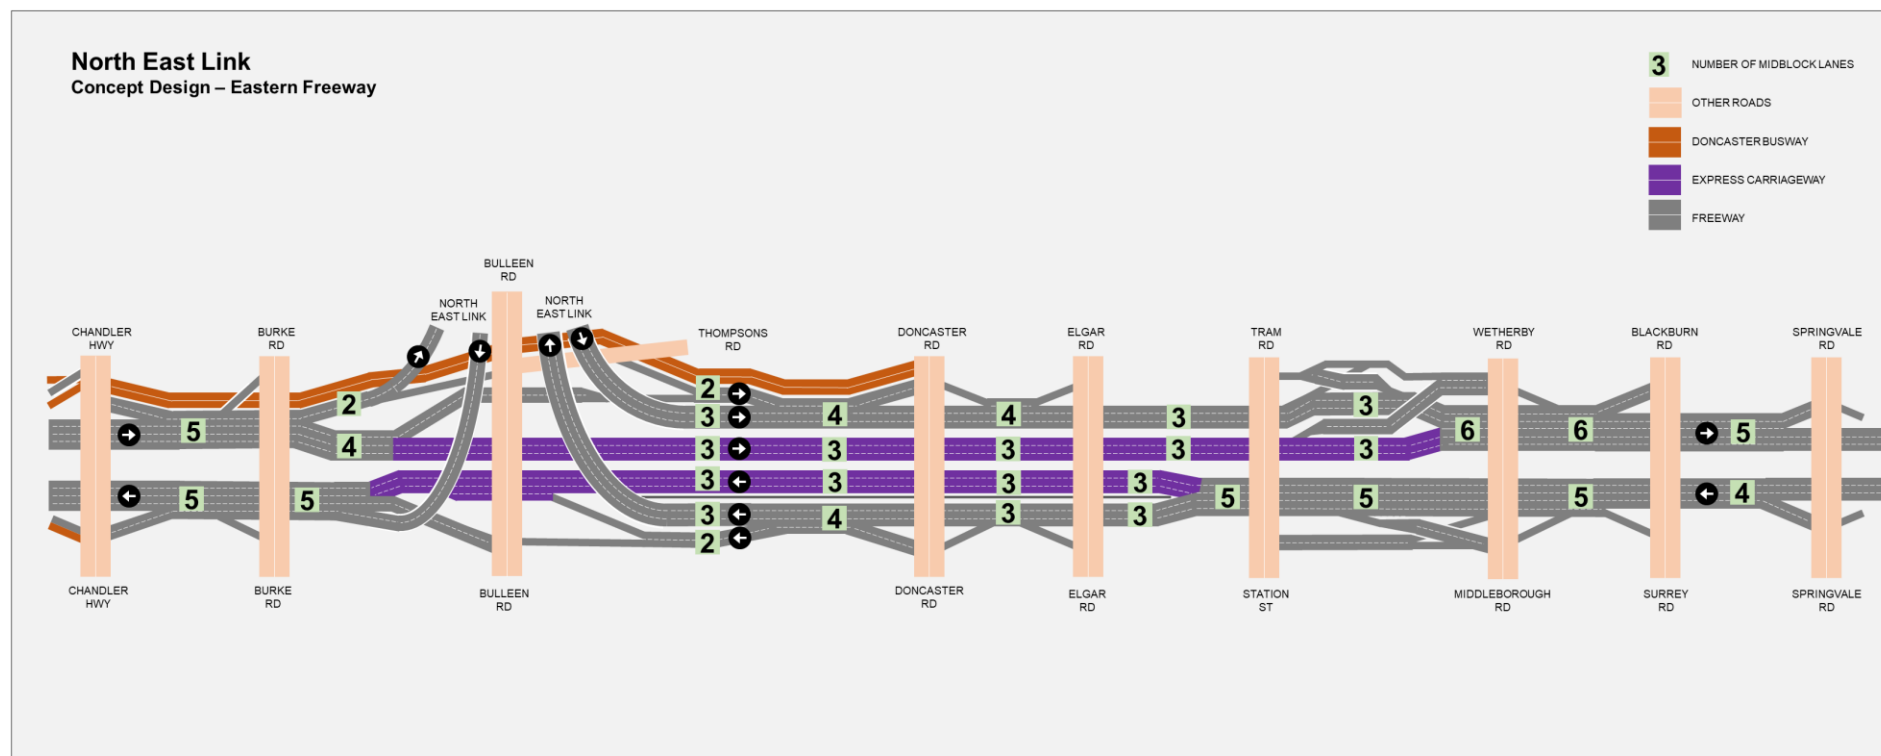 North East Link
Concept Design – Eastern Freeway
3 NUMBER OF MIDBLOCK LANES
OTHER ROADS
DONCASTER BUSWAY
EXPRESS CARRIAGEWAY
FREEWAY
BULLEEN
RD
NORTH
EAST LINK
NORTH
EAST LINK
CHANDLER
HWY
BURKE
RD
THOMPSONS
RD
DONCASTER
RD
ELGAR
RD
TRAM
RD
WETHERBY
RD
BLACKBURN
RD
SPRINGVALE
RD
2
2
3
5
4
3
4
4
3
3
6
6
5
3
3
3
3
3
3
3
3
3
5
5
5
5
5
4
3
4
3
3
2
CHANDLER
HWY
BURKE
RD
BULLEEN
RD
DONCASTER
RD
ELGAR
RD
STATION
ST
MIDDLEBOROUGH
RD
SURREY
RD
SPRINGVALE
RD